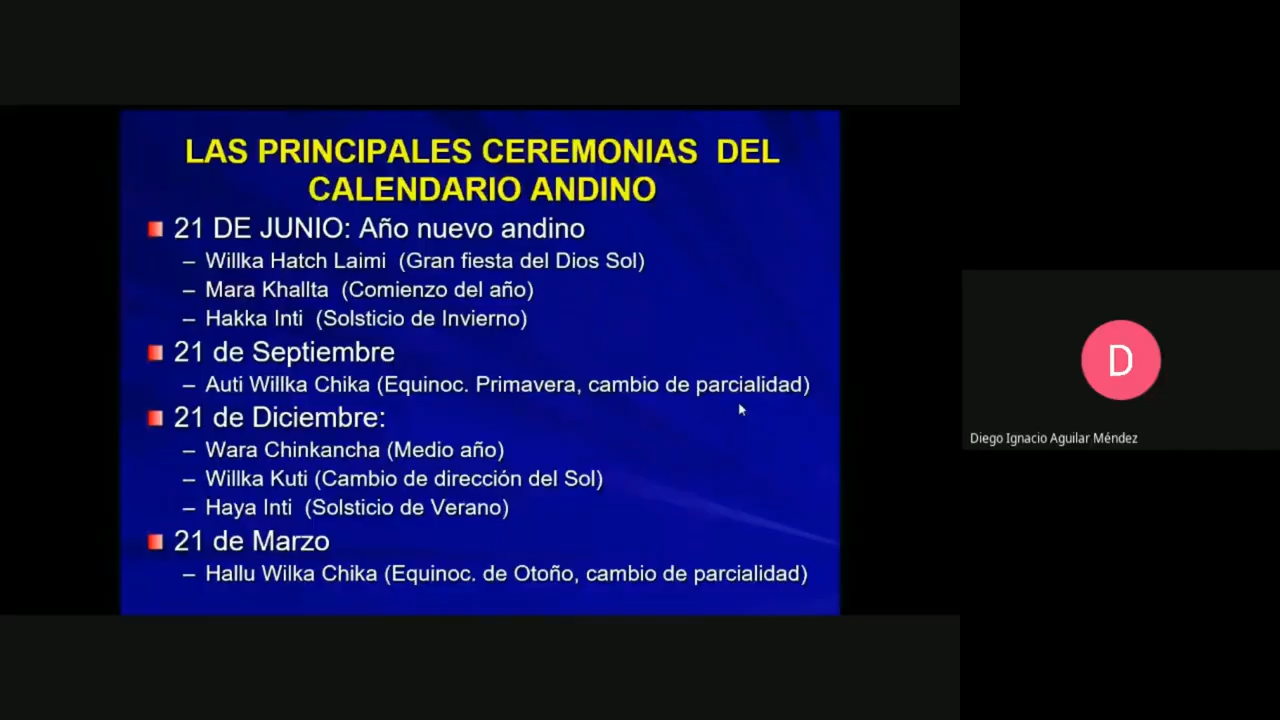 LAS PRINCIPALES CEREMONIAS DEL
CALENDARIO ANDINO
21 DE JUNIO: Año nuevo andino
– Willka Hatch Laimi (Gran fiesta del Dios Sol)
– Mara Khallta (Comienzo del año)
– Hakka Inti (Solsticio de Invierno)
21 de Septiembre
– Auti Willka Chika (Equinoc. Primavera, cambio de parcialidad)
21 de Diciembre:
– Wara Chinkancha (Medio año)
– Willka Kuti (Cambio de dirección del Sol)
– Haya Inti (Solsticio de Verano)
21 de Marzo
– Hallu Wilka Chika (Equinoc. de Otoño, cambio de parcialidad)
D
Diego Ignacio Aguilar Méndez